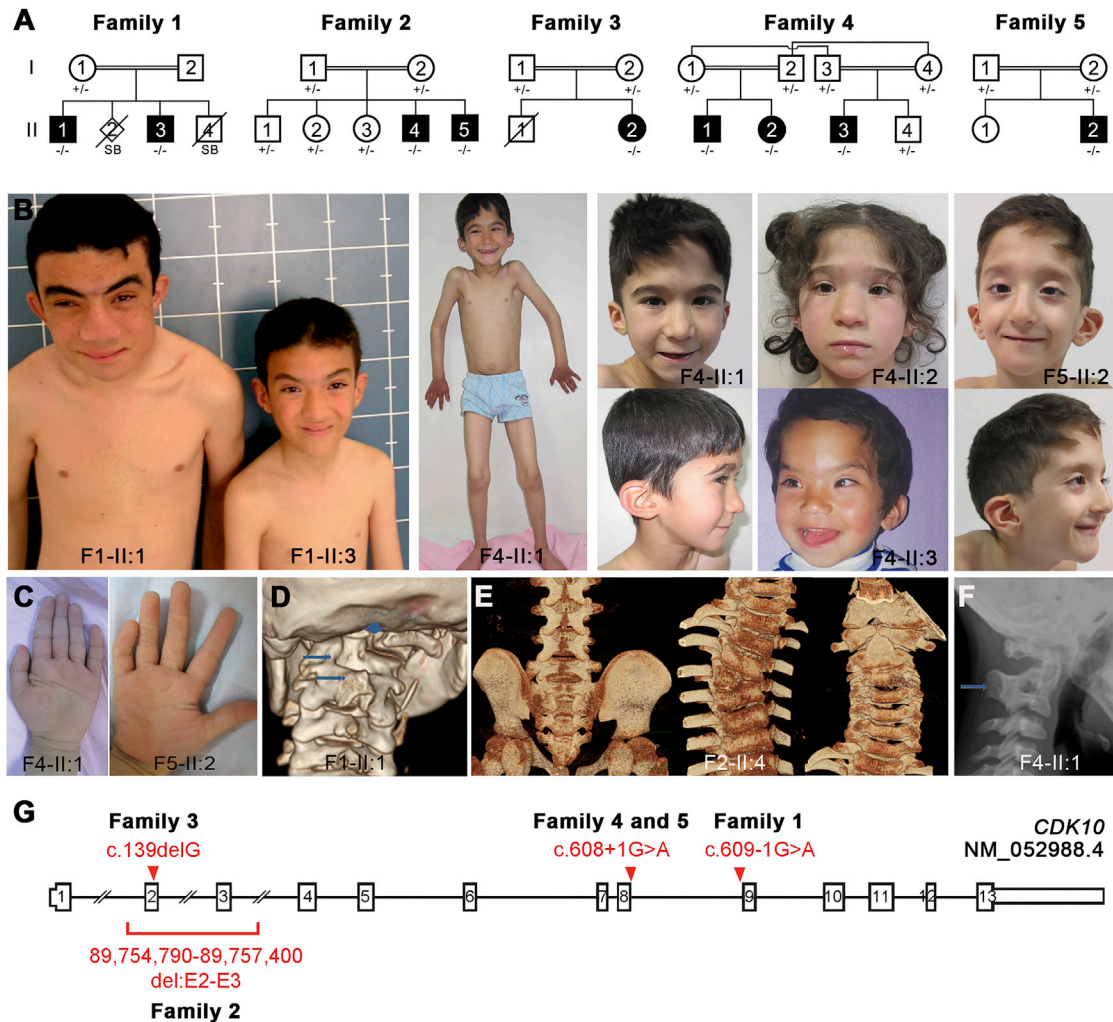 A
Family 1
Family 2
Family 3
Family 4
Family 5
I
1
2
1
2
1
2
1
2
3
4
1
2
+/-
+/-
+/-
+/-
+/-
+/-
+/-
+/-
+/-
+/-
II
1
2
3
4
1
2
3
4
5
1
2
1
2
3
4
1
2
-/-
SB
-/-
SB
+/-
+/-
+/-
-/-
-/-
-/-
-/-
-/-
-/-
+/-
-/-
B
F1-II:1
F1-II:3
F4-II:1
F4-II:1
F4-II:2
F5-II:2
F4-II:3
C
D
E
F
F4-II:1
F5-II:2
F1-II:1
F2-II:4
F4-II:1
G
Family 3
Family 4 and 5
Family 1
CDK10
c.139delG
c.608+1G>A
c.609-1G>A
NM_052988.4
1
2
3
4
5
6
7
8
9
10
11
12
13
89,754,790-89,757,400
del:E2-E3
Family 2